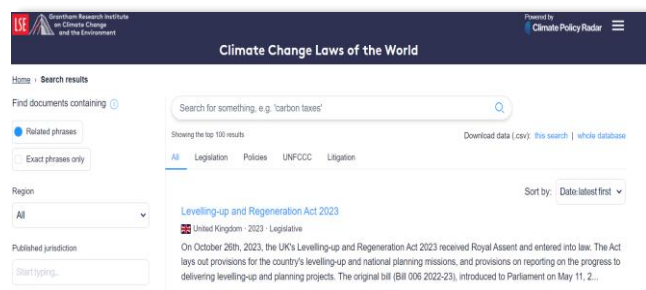 LSE
Grantham Research Institute
on Climate Change
and the Environment
Powered by
Climate Policy Radar
Climate Change Laws of the World
Home › Search results
Find documents containing
Related phrases
Exact phrases only
Region
All
Published jurisdiction
Start typing...
Search for something, e.g. 'carbon taxes'
Showing the top 100 results
Download data (.csv): this search | whole database
All Legislation Policies UNFCCC Litigation
Sort by: Date: latest first
Levelling-up and Regeneration Act 2023
United Kingdom · 2023 · Legislative
On October 26th, 2023, the UK's Levelling-up and Regeneration Act 2023 received Royal Assent and entered into law. The Act
lays out provisions for the country's levelling-up and national planning missions, and provisions on reporting on the progress to
delivering levelling-up and planning projects. The original bill (Bill 006 2022-23), introduced to Parliament on May 11, 2...